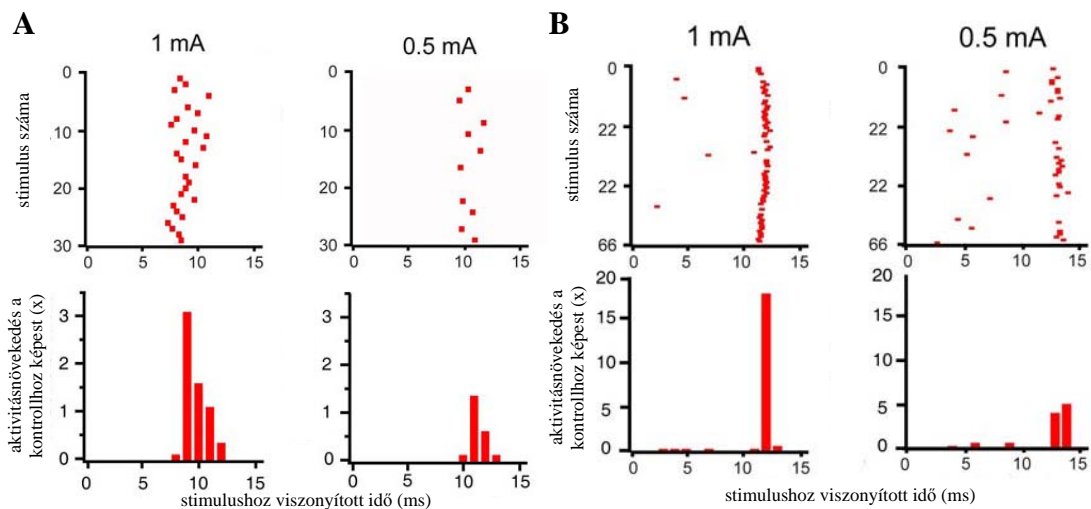 A
1 mA
0.5 mA
stimulus száma
0
10
20
30
0 5 10 15
0
10
20
30
0 5 10 15
aktivitásnövekedés a
kontrollhoz képest (x)
3
2
1
0
0 5 10 15
3
2
1
0
0 5 10 15
stimulushoz viszonyított idő (ms)
B
1 mA
0.5 mA
stimulus száma
0
22
22
66
0 5 10 15
0
22
22
66
0 5 10 15
aktivitásnövekedés a
kontrollhoz képest (x)
20
15
10
5
0
0 5 10 15
20
15
10
5
0
0 5 10 15
stimulushoz viszonyított idő (ms)